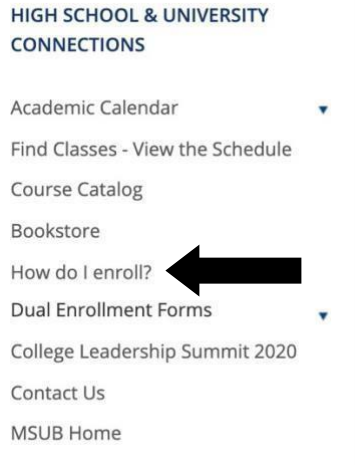 HIGH SCHOOL & UNIVERSITY
CONNECTIONS
Academic Calendar
Find Classes - View the Schedule
Course Catalog
Bookstore
How do I enroll?
Dual Enrollment Forms
College Leadership Summit 2020
Contact Us
MSUB Home